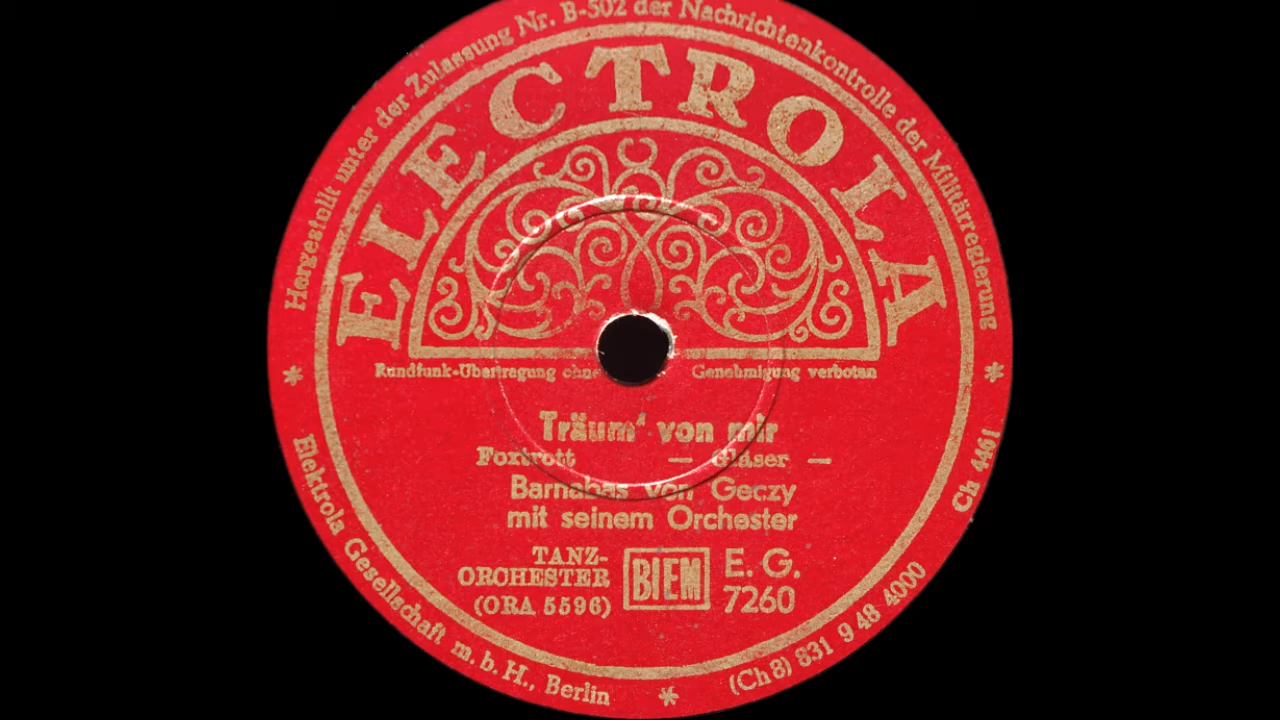 Hergestellt unter der Zulassung Nr. B-502 der Nachrichtenkontrolle der Militärregierung
ELECTROLA
Rundfunk-Übertragung ohne Genehmigung verboten
Träum' von mir
Foxtrott — Gläser —
Barnabas von Geczy
mit seinem Orchester
TANZ-
ORCHESTER
(ORA 5596)
BIEM
E. G.
7260
Elektrola Gesellschaft m. b. H., Berlin
(Ch8) 831 9 48 4000
Ch 4461